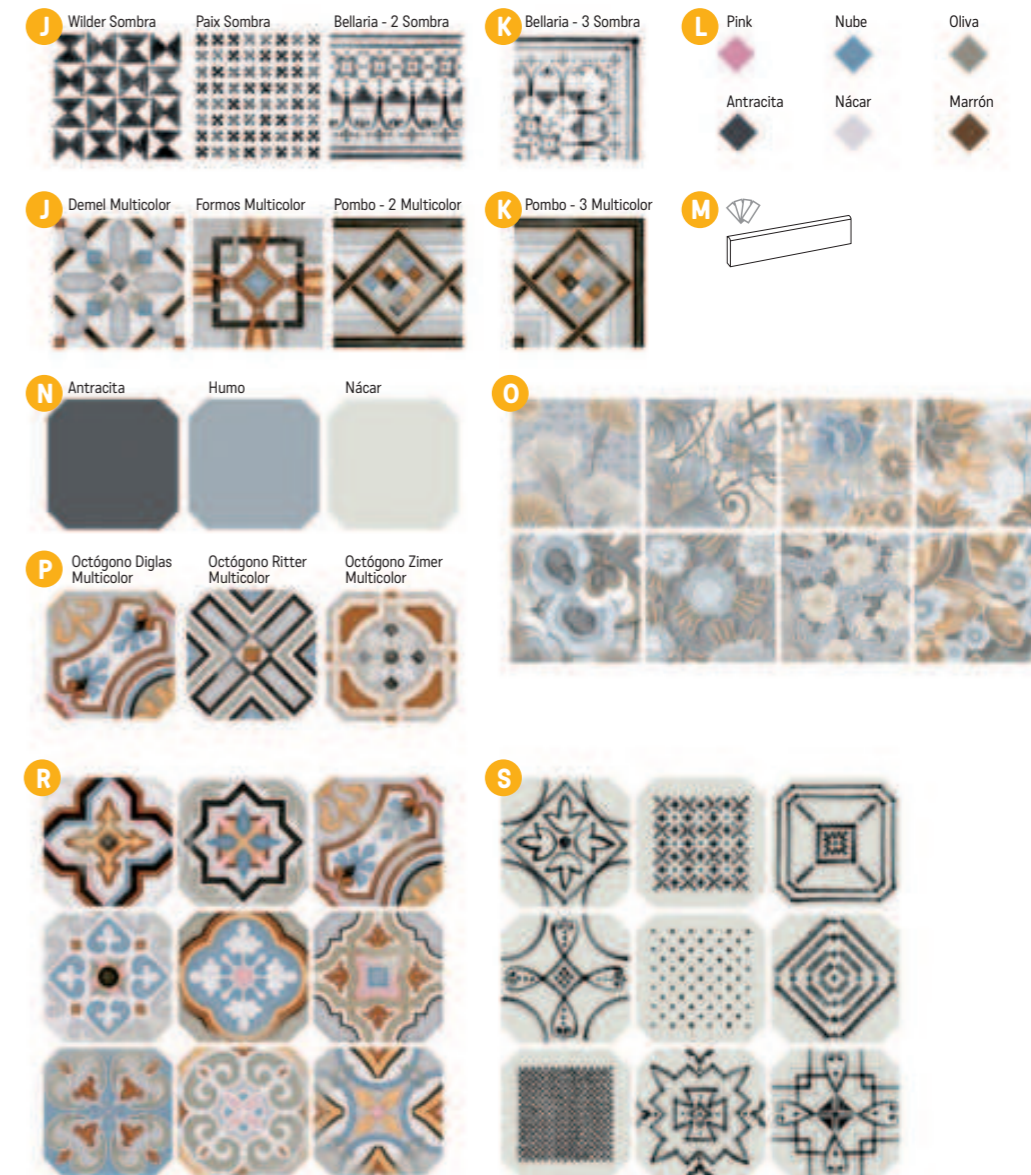 J Wilder Sombra Paix Sombra Bellaria - 2 Sombra K Bellaria - 3 Sombra L Pink Nube Oliva
Antracita Nácar Marrón
J Demel Multicolor Formos Multicolor Pombo - 2 Multicolor K Pombo - 3 Multicolor M
N Antracita Humo Nácar O
P Octógono Diglas Octógono Ritter Octógono Zimer
Multicolor Multicolor Multicolor
R S